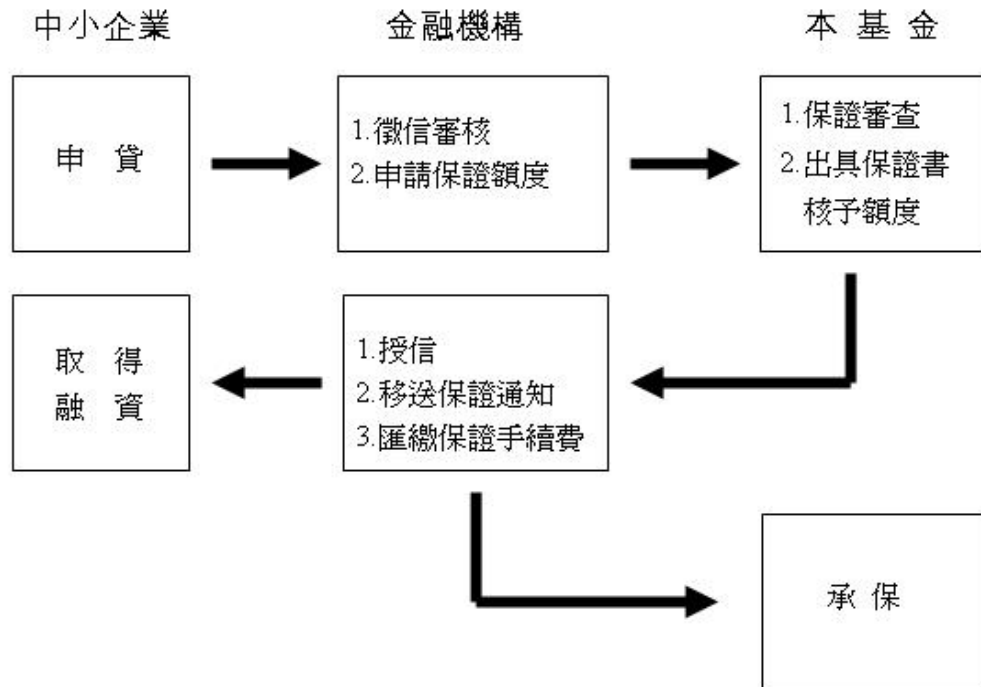 中小企業
金融機構
本基金
申貸
1.徵信審核
2.申請保證額度
1.保證審查
2.出具保證書
核予額度
取得
融資
1.授信
2.移送保證通知
3.匯繳保證手續費
承保